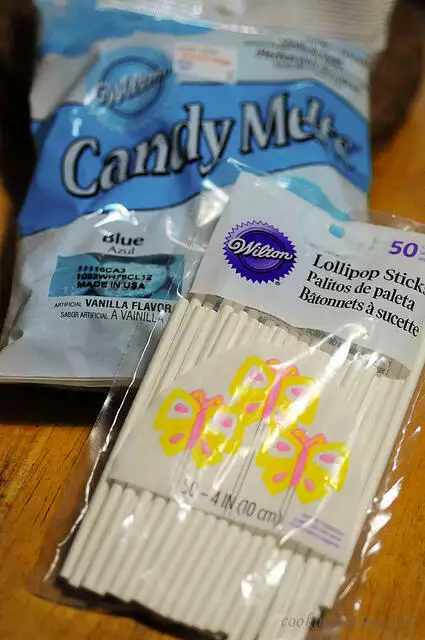 Wilton
Candy Melts
Blue
Azul
MADE IN USA
ARTIFICIAL VANILLA FLAVOR
SABOR ARTIFICIAL A VAINILLA
Wilton
50
Lollipop Sticks
Palitos de paleta
Bâtonnets à sucette
50 - 4 IN (10 cm)